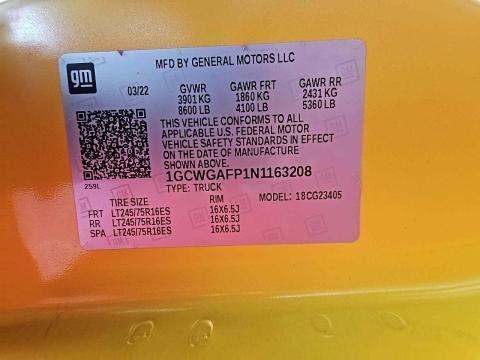 gm
MFD BY GENERAL MOTORS LLC
03/22 GVWR GAWR FRT GAWR RR
3901 KG 1860 KG 2431 KG
8600 LB 4100 LB 5360 LB
THIS VEHICLE CONFORMS TO ALL
APPLICABLE U.S. FEDERAL MOTOR
VEHICLE SAFETY STANDARDS IN EFFECT
ON THE DATE OF MANUFACTURE
SHOWN ABOVE.
259L
1GCWGAFP1N1163208
TYPE: TRUCK MODEL: 18CG23405
TIRE SIZE RIM
FRT LT245/75R16ES 16X6.5J
RR LT245/75R16ES 16X6.5J
SPA LT245/75R16ES 16X6.5J